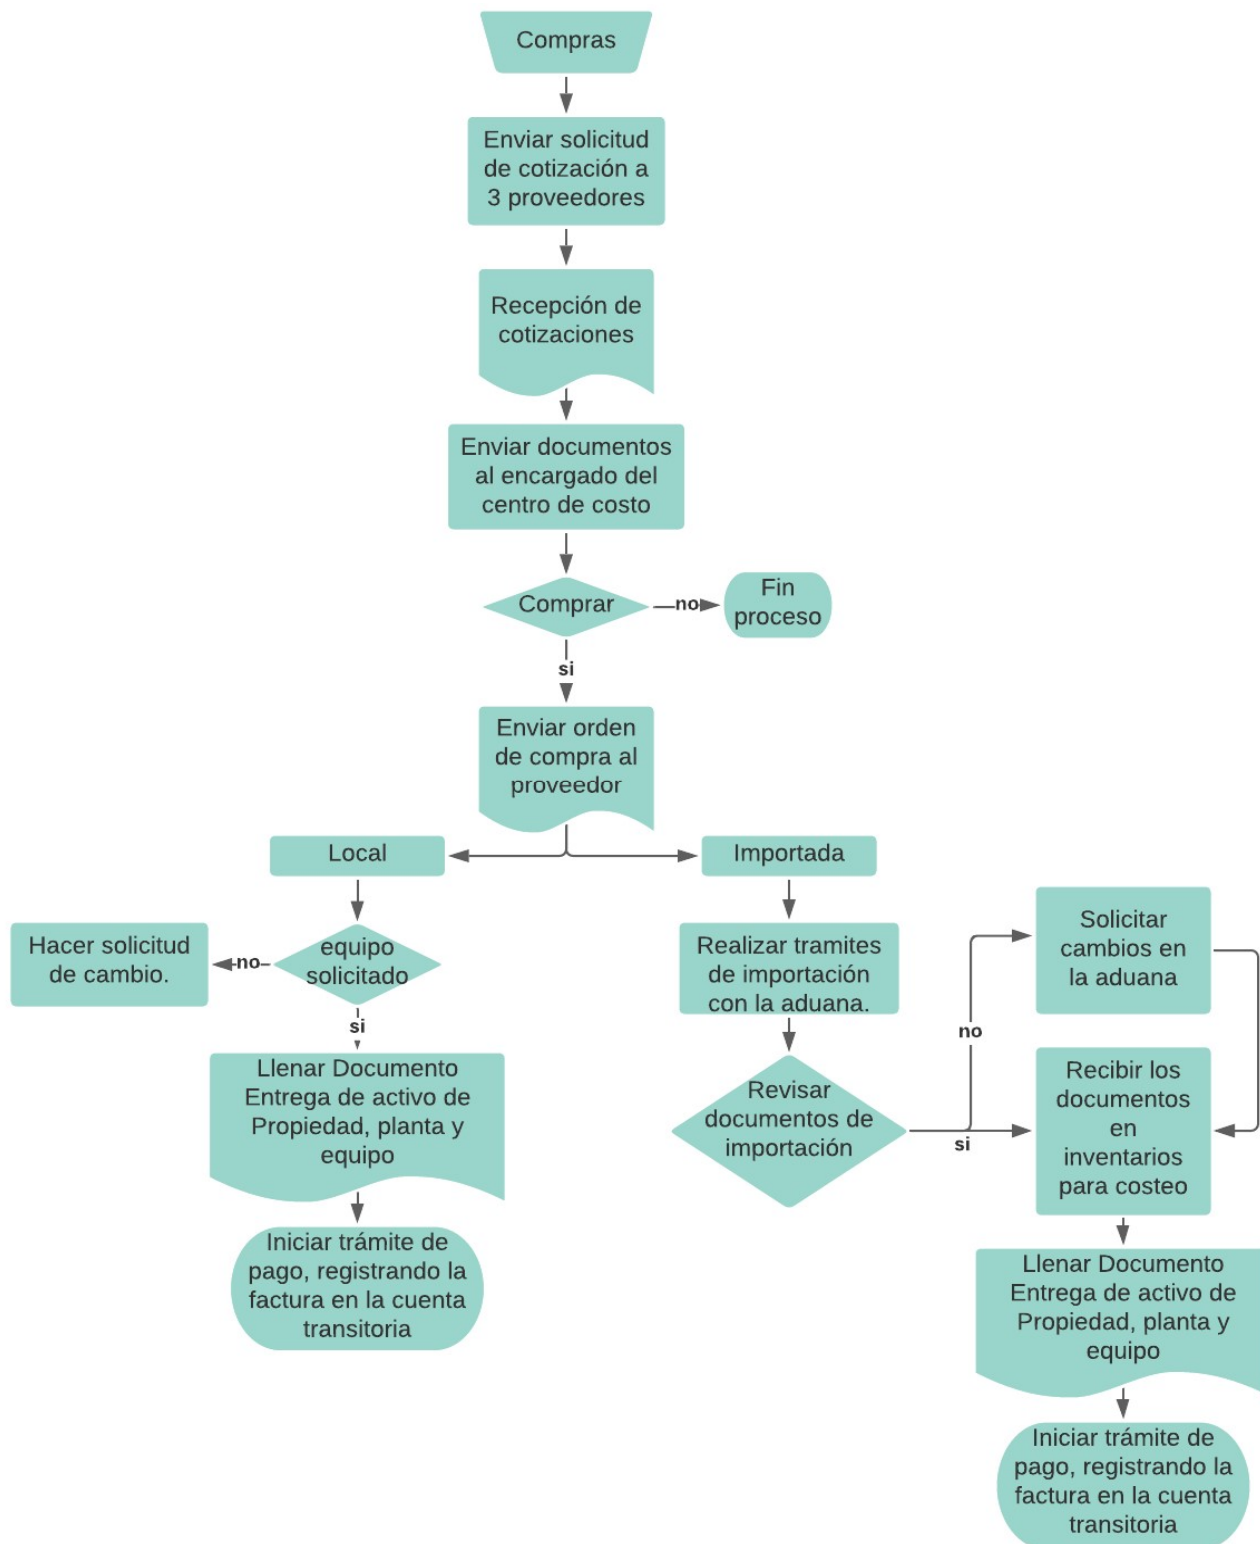 Compras
Enviar solicitud
de cotización a
3 proveedores
Recepción de
cotizaciones
Enviar documentos
al encargado del
centro de costo
Comprar
no
Fin
proceso
si
Enviar orden
de compra al
proveedor
Local
Importada
Hacer solicitud
de cambio.
no
equipo
solicitado
si
Llenar Documento
Entrega de activo de
Propiedad, planta y
equipo
Iniciar trámite de
pago, registrando la
factura en la cuenta
transitoria
Realizar tramites
de importación
con la aduana.
Revisar
documentos de
importación
no
si
Solicitar
cambios en
la aduana
Recibir los
documentos
en
inventarios
para costeo
Llenar Documento
Entrega de activo de
Propiedad, planta y
equipo
Iniciar trámite de
pago, registrando la
factura en la cuenta
transitoria